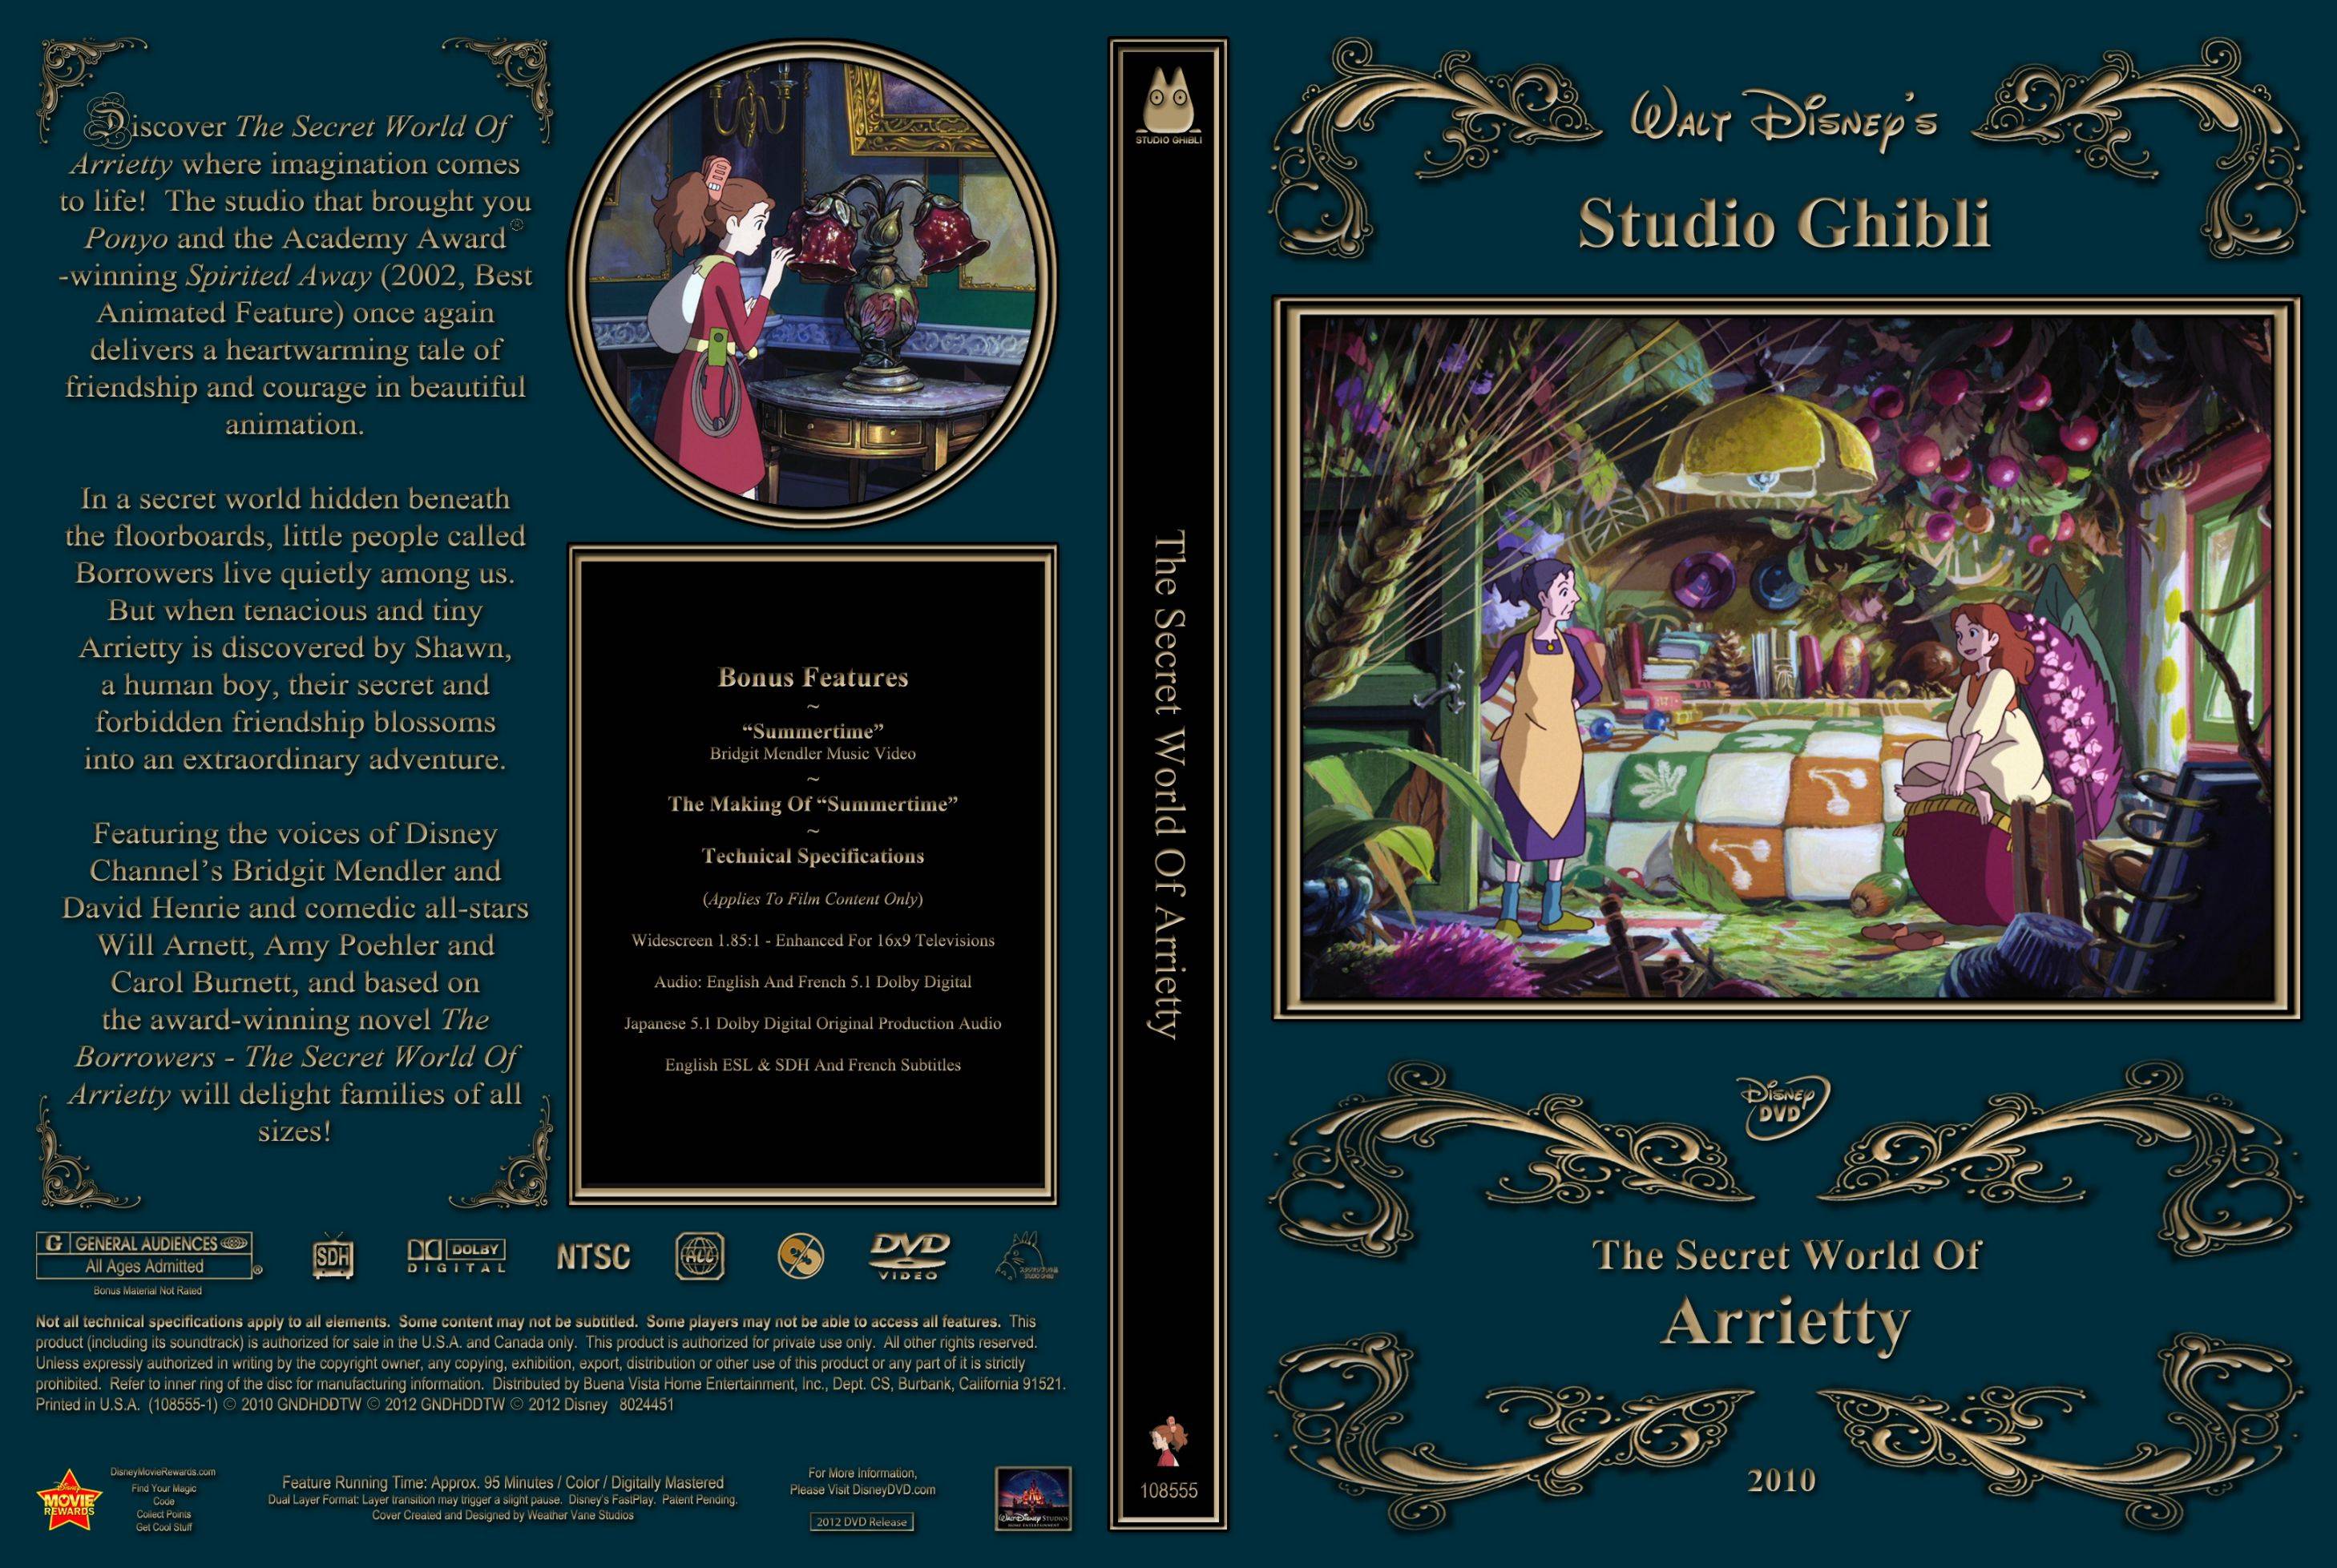 Discover The Secret World Of
Arrietty where imagination comes
to life! The studio that brought you
Ponyo and the Academy Award®
-winning Spirited Away (2002, Best
Animated Feature) once again
delivers a heartwarming tale of
friendship and courage in beautiful
animation.
In a secret world hidden beneath
the floorboards, little people called
Borrowers live quietly among us.
But when tenacious and tiny
Arrietty is discovered by Shawn,
a human boy, their secret and
forbidden friendship blossoms
into an extraordinary adventure.
Featuring the voices of Disney
Channel's Bridgit Mendler and
David Henrie and comedic all-stars
Will Arnett, Amy Poehler and
Carol Burnett, and based on
the award-winning novel The
Borrowers - The Secret World Of
Arrietty will delight families of all
sizes!
Bonus Features
~
“Summertime”
Bridgit Mendler Music Video
~
The Making Of “Summertime”
~
Technical Specifications
(Applies To Film Content Only)
Widescreen 1.85:1 - Enhanced For 16x9 Televisions
Audio: English And French 5.1 Dolby Digital
Japanese 5.1 Dolby Digital Original Production Audio
English ESL & SDH And French Subtitles
G GENERAL AUDIENCES
All Ages Admitted
®
Bonus Material Not Rated
SDH
DOLBY
DIGITAL
NTSC
ALL
DVD
VIDEO
STUDIO GHIBLI
Not all technical specifications apply to all elements. Some content may not be subtitled. Some players may not be able to access all features. This
product (including its soundtrack) is authorized for sale in the U.S.A. and Canada only. This product is authorized for private use only. All other rights reserved.
Unless expressly authorized in writing by the copyright owner, any copying, exhibition, export, distribution or other use of this product or any part of it is strictly
prohibited. Refer to inner ring of the disc for manufacturing information. Distributed by Buena Vista Home Entertainment, Inc., Dept. CS, Burbank, California 91521.
Printed in U.S.A. (108555-1) © 2010 GNDHDDTW © 2012 GNDHDDTW © 2012 Disney 8024451
Disney
MOVIE
REWARDS
DisneyMovieRewards.com
Find Your Magic
Code
Collect Points
Get Cool Stuff
Feature Running Time: Approx. 95 Minutes / Color / Digitally Mastered
Dual Layer Format: Layer transition may trigger a slight pause. Disney's FastPlay. Patent Pending.
Cover Created and Designed by Weather Vane Studios
For More Information,
Please Visit DisneyDVD.com
2012 DVD Release
Walt Disney Studios
HOME ENTERTAINMENT
STUDIO GHIBLI
The Secret World Of Arrietty
108555
Walt Disney's
Studio Ghibli
Disney
DVD
The Secret World Of
Arrietty
2010